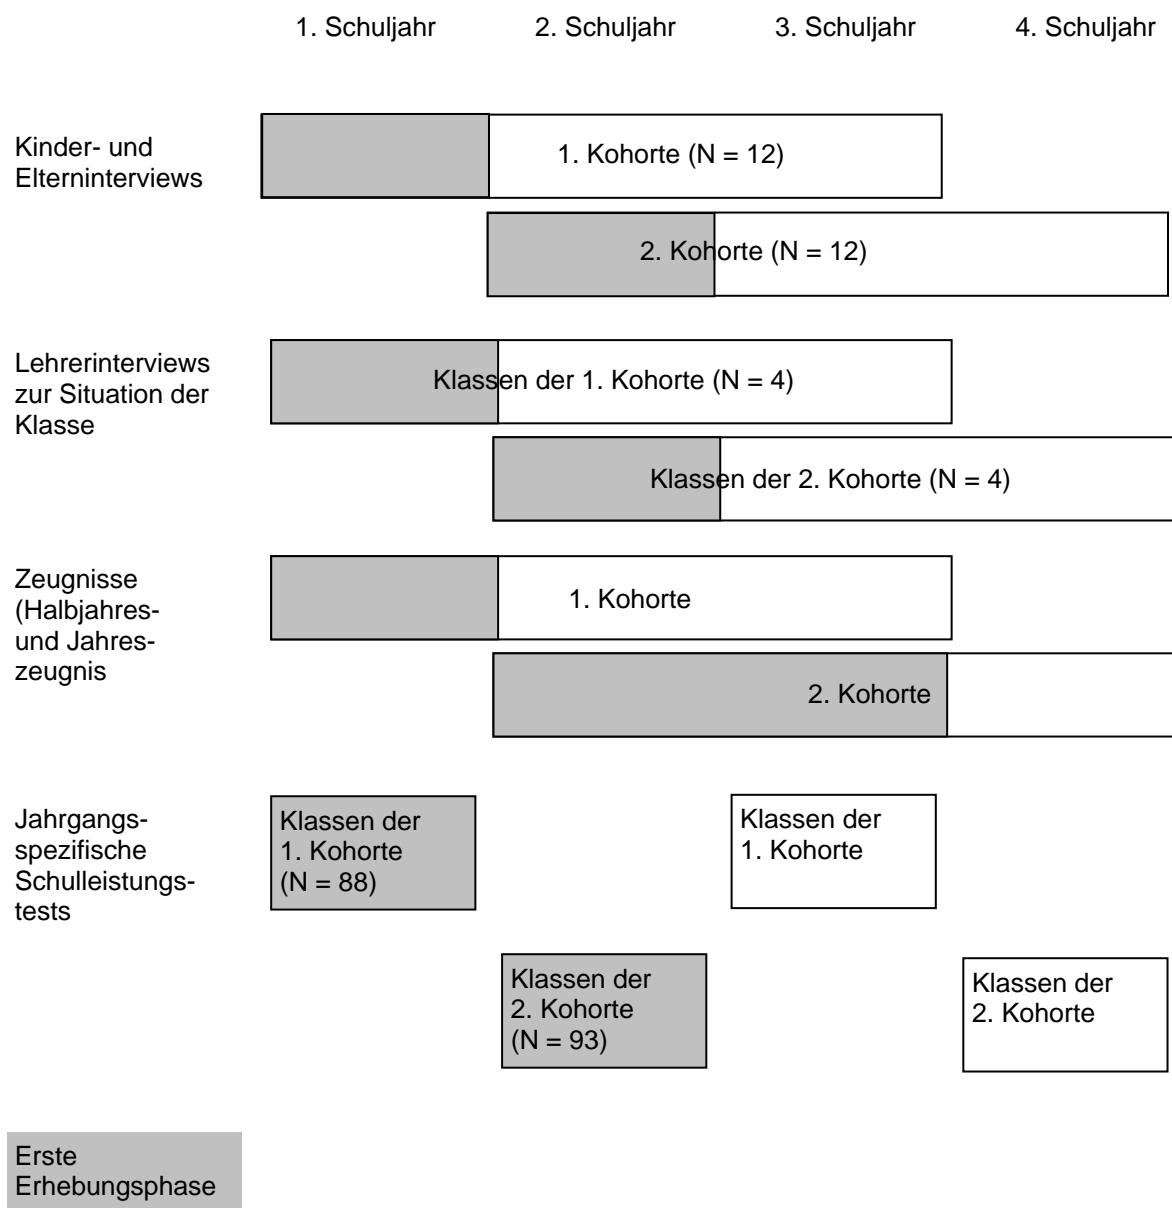 1. Schuljahr 2. Schuljahr 3. Schuljahr 4. Schuljahr
Kinder- und
Elterninterviews
1. Kohorte (N = 12)
2. Kohorte (N = 12)
Lehrerinterviews
zur Situation der
Klasse
Klassen der 1. Kohorte (N = 4)
Klassen der 2. Kohorte (N = 4)
Zeugnisse
(Halbjahres-
und Jahres-
zeugnis
1. Kohorte
2. Kohorte
Jahrgangs-
spezifische
Schulleistungs-
tests
Klassen der
1. Kohorte
(N = 88)
Klassen der
1. Kohorte
Klassen der
2. Kohorte
(N = 93)
Klassen der
2. Kohorte
Erste
Erhebungsphase